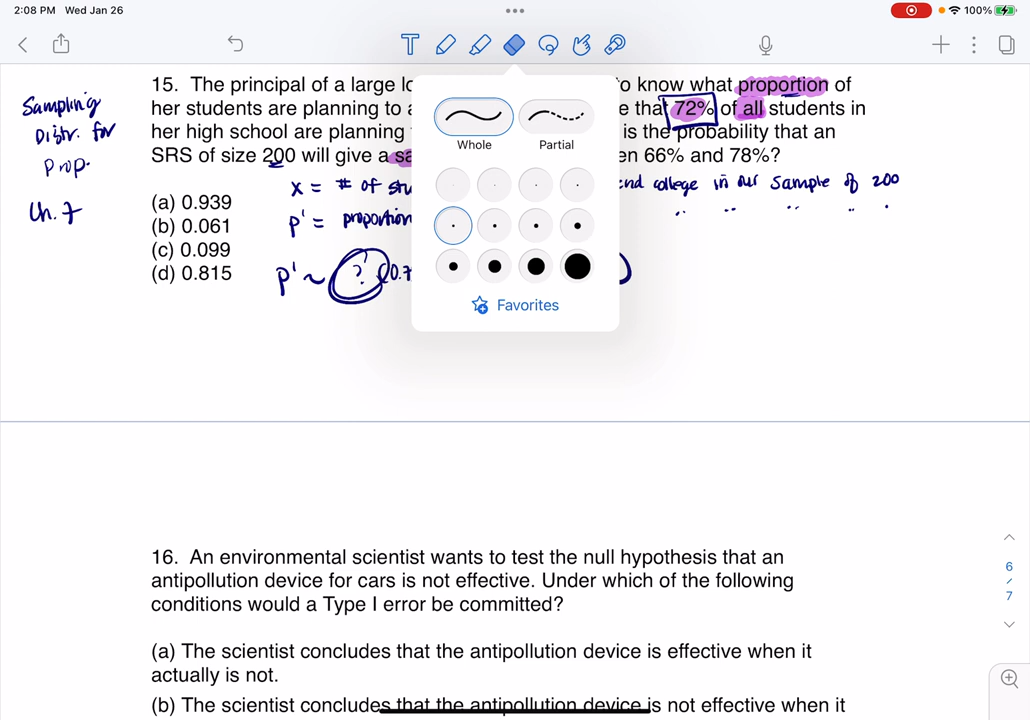 2:08 PM Wed Jan 26
100%
15. The principal of a large lo to know what proportion of
her students are planning to a e that 72% of all students in
her high school are planning is the probability that an
SRS of size 200 will give a sa en 66% and 78%?
Sampling
Distr. for
Prop.
Ch. 7
x = # of stu end college in our sample of 200
(a) 0.939
(b) 0.061
(c) 0.099
(d) 0.815
p' = proportion
p' ~ ? (0.7
Whole
Partial
Favorites
16. An environmental scientist wants to test the null hypothesis that an
antipollution device for cars is not effective. Under which of the following
conditions would a Type I error be committed?
(a) The scientist concludes that the antipollution device is effective when it
actually is not.
(b) The scientist concludes that the antipollution device is not effective when it
6
/
7